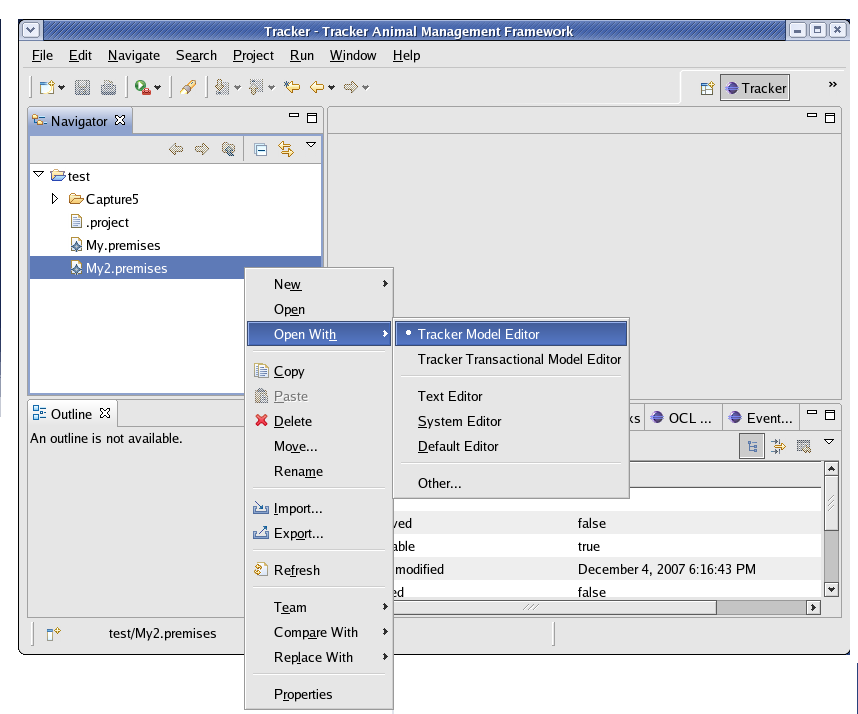 Tracker - Tracker Animal Management Framework
File Edit Navigate Search Project Run Window Help
Tracker »
Navigator
test
Capture5
.project
My.premises
My2.premises
New
Open
Open With
Copy
Paste
Delete
Move...
Rename
Import...
Export...
Refresh
Team
Compare With
Replace With
Properties
Tracker Model Editor
Tracker Transactional Model Editor
Text Editor
System Editor
Default Editor
Other...
Outline
An outline is not available.
ks OCL ... Event...
ved false
able true
modified December 4, 2007 6:16:43 PM
ed false
test/My2.premises